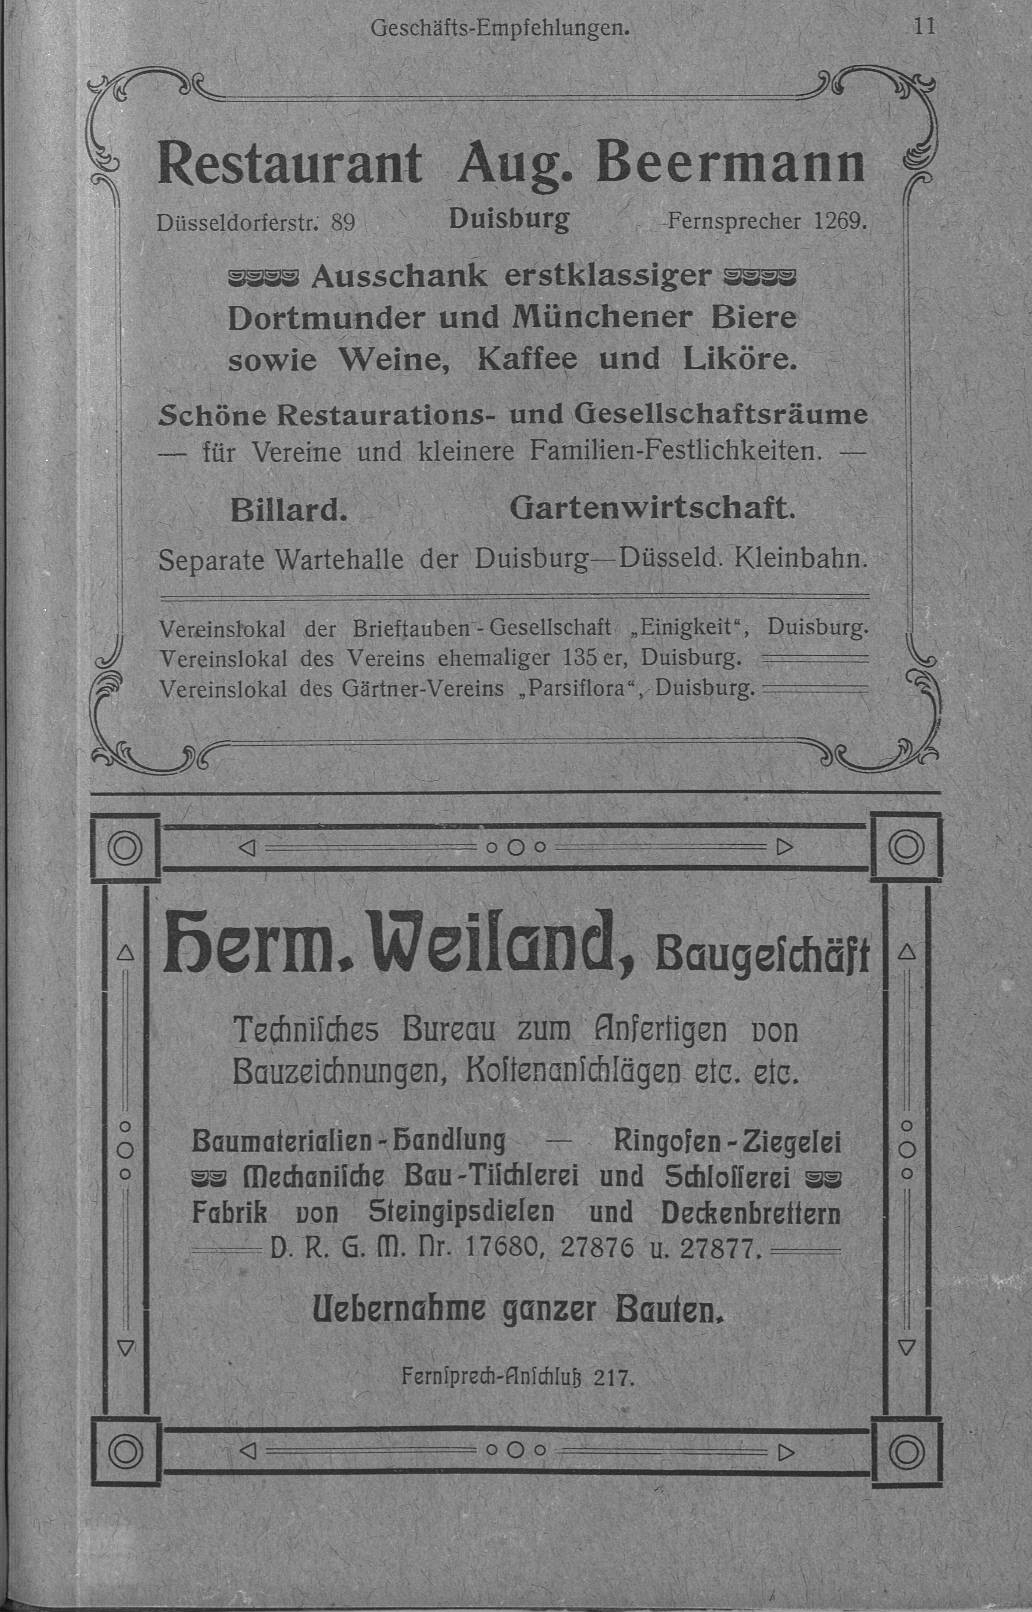 Geschäfts-Empfehlungen. 11
Restaurant Aug. Beermann
Düsseldorferstr. 89 Duisburg Fernsprecher 1269.
Ausschank erstklassiger
Dortmunder und Münchener Biere
sowie Weine, Kaffee und Liköre.
Schöne Restaurations- und Gesellschaftsräume
— für Vereine und kleinere Familien-Festlichkeiten. —
Billard. Gartenwirtschaft.
Separate Wartehalle der Duisburg—Düsseld. Kleinbahn.
Vereinslokal der Brieftauben-Gesellschaft „Einigkeit“, Duisburg.
Vereinslokal des Vereins ehemaliger 135er, Duisburg.
Vereinslokal des Gärtner-Vereins „Parsiflora“, Duisburg.
Herm. Weiland, Baugeſchäft
Techniſches Bureau zum Anfertigen von
Bauzeichnungen, Koſtenanſchlägen etc. etc.
Baumaterialien-Handlung — Ringofen-Ziegelei
Mechaniſche Bau-Tiſchlerei und Schloſſerei
Fabrik von Steingipsdielen und Deckenbrettern
D. R. G. M. Nr. 17680, 27876 u. 27877.
Uebernahme ganzer Bauten.
Fernſprech-Anſchluß 217.